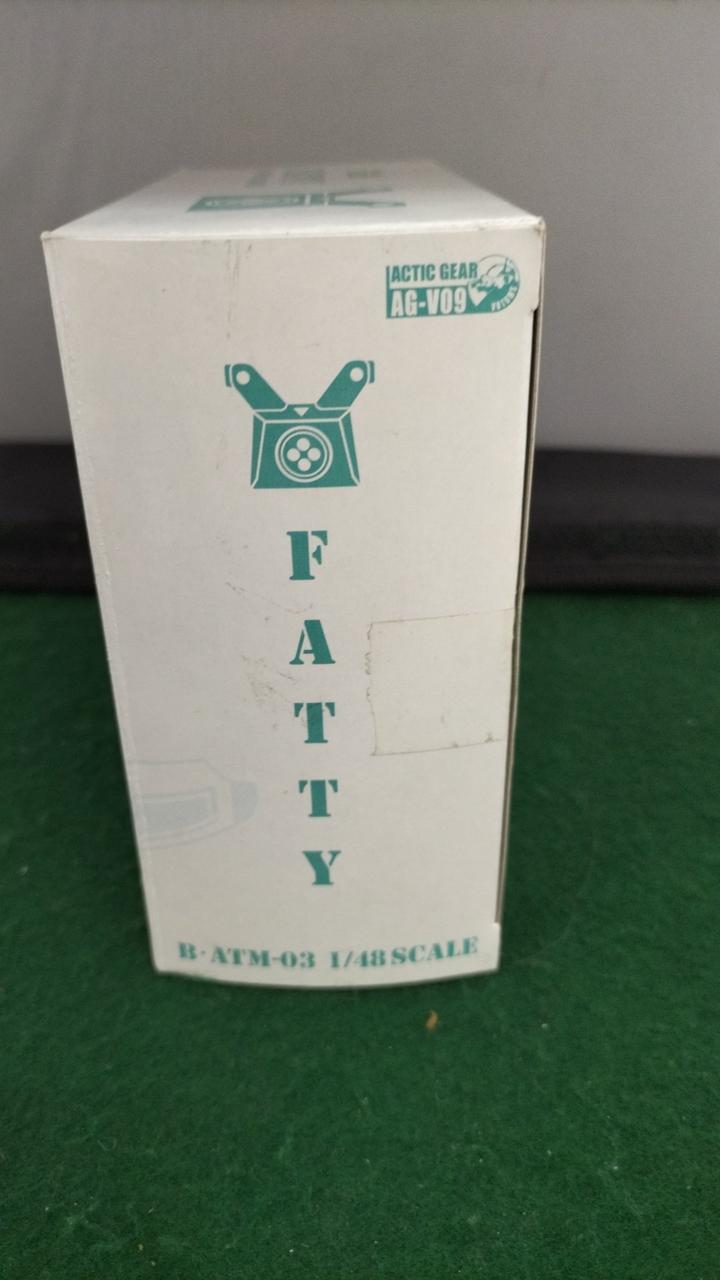 ACTIC GEAR
AG-V09
F
A
T
T
Y
B·ATM-03 1/48 SCALE